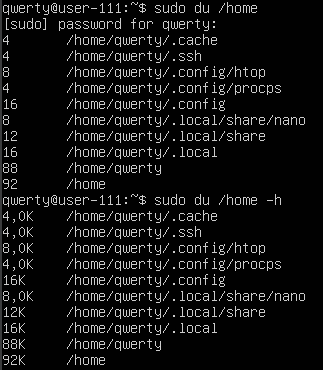 qwerty@user-111:~$ sudo du /home
[sudo] password for qwerty:
4 /home/qwerty/.cache
4 /home/qwerty/.ssh
8 /home/qwerty/.config/htop
4 /home/qwerty/.config/procps
16 /home/qwerty/.config
8 /home/qwerty/.local/share/nano
12 /home/qwerty/.local/share
16 /home/qwerty/.local
88 /home/qwerty
92 /home
qwerty@user-111:~$ sudo du /home -h
4,0K /home/qwerty/.cache
4,0K /home/qwerty/.ssh
8,0K /home/qwerty/.config/htop
4,0K /home/qwerty/.config/procps
16K /home/qwerty/.config
8,0K /home/qwerty/.local/share/nano
12K /home/qwerty/.local/share
16K /home/qwerty/.local
88K /home/qwerty
92K /home